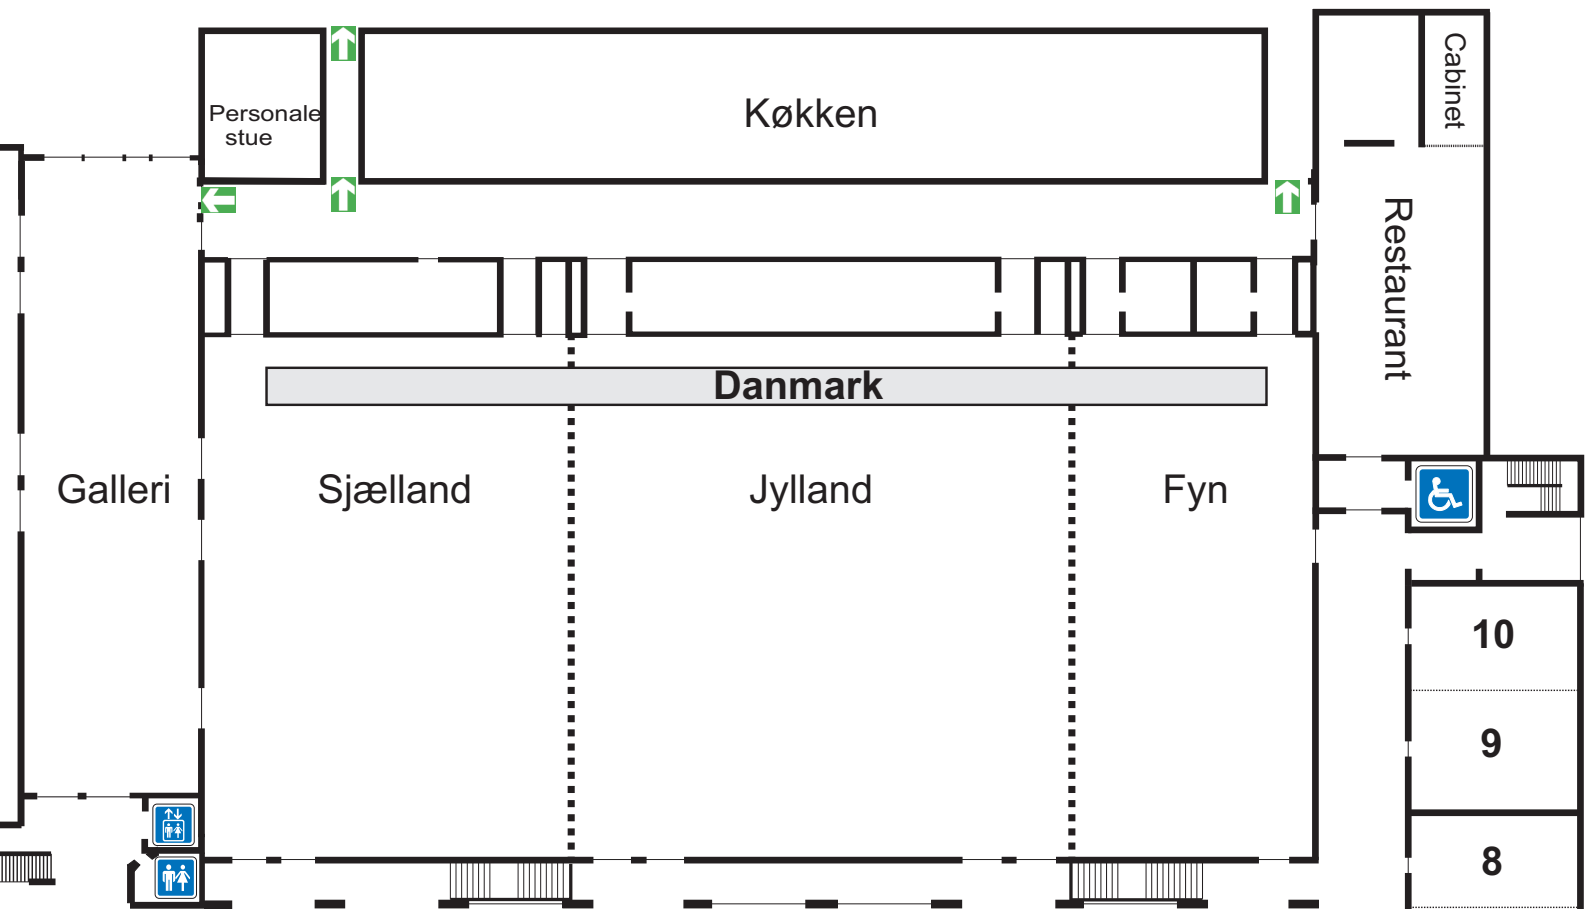 Cabinet
Personale
stue
Køkken
Restaurant
Danmark
Galleri
Sjælland
Jylland
Fyn
10
9
8